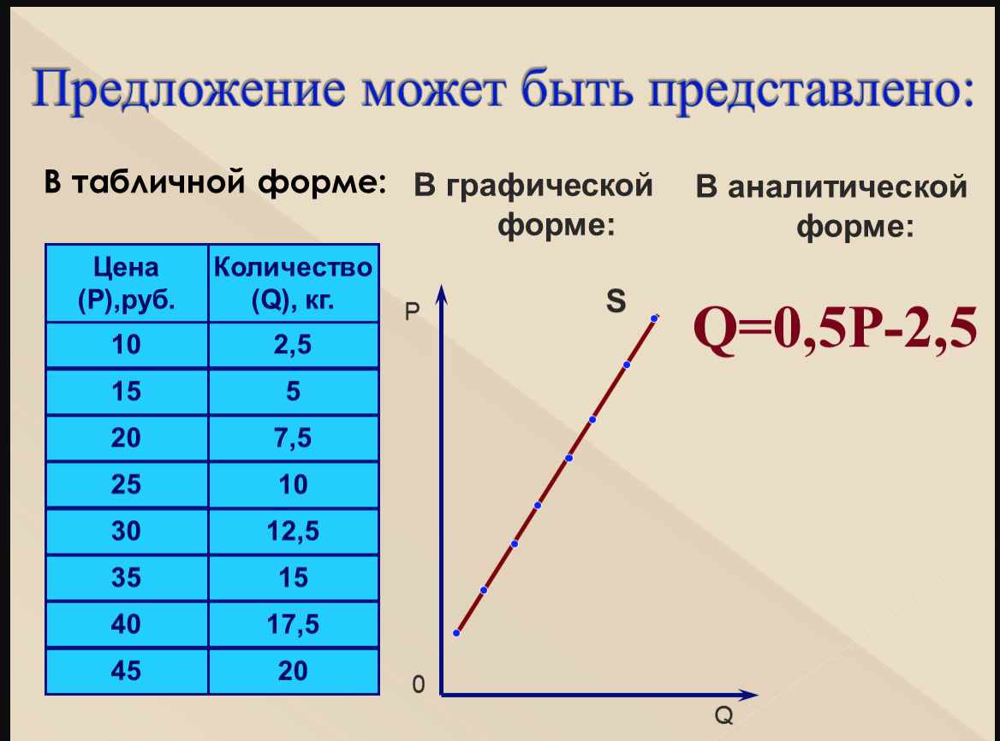 Предложение может быть представлено:
В табличной форме:
Цена
(P),руб.
Количество
(Q), кг.
10 2,5
15 5
20 7,5
25 10
30 12,5
35 15
40 17,5
45 20
В графической
форме:
P
S
0
Q
В аналитической
форме:
Q=0,5P-2,5